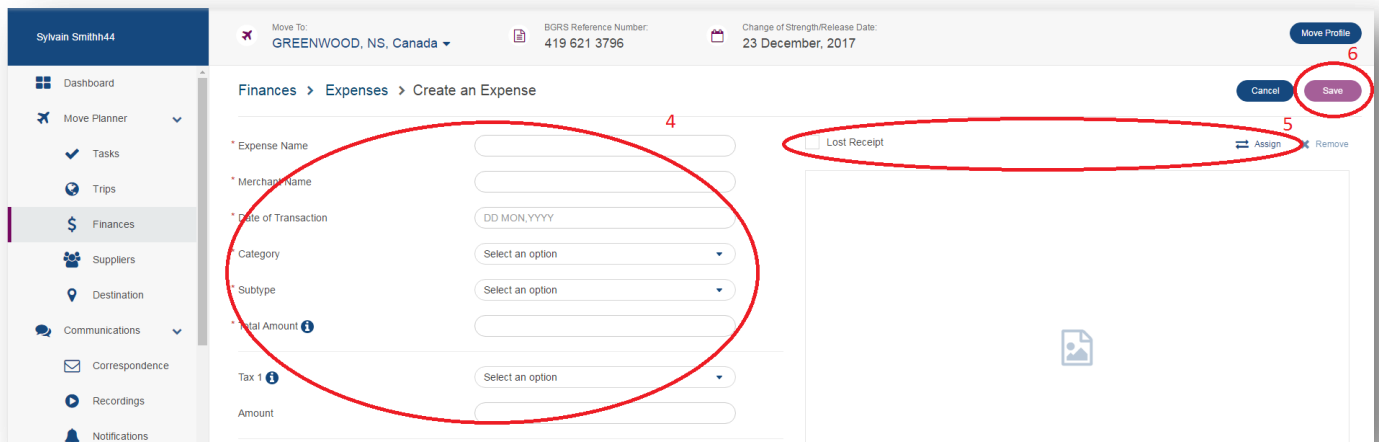 Sylvain Smithh44
Move To:
GREENWOOD, NS, Canada
BGRS Reference Number:
419 621 3796
Change of Strength/Release Date:
23 December, 2017
Move Profile
6
Dashboard
Move Planner
Tasks
Trips
Finances
Suppliers
Destination
Communications
Correspondence
Recordings
Notifications
Finances > Expenses > Create an Expense
Cancel
Save
4
* Expense Name
* Merchant Name
* Date of Transaction
DD MON,YYYY
* Category
Select an option
* Subtype
Select an option
* Total Amount
Tax 1
Select an option
Amount
5
Lost Receipt
Assign
Remove